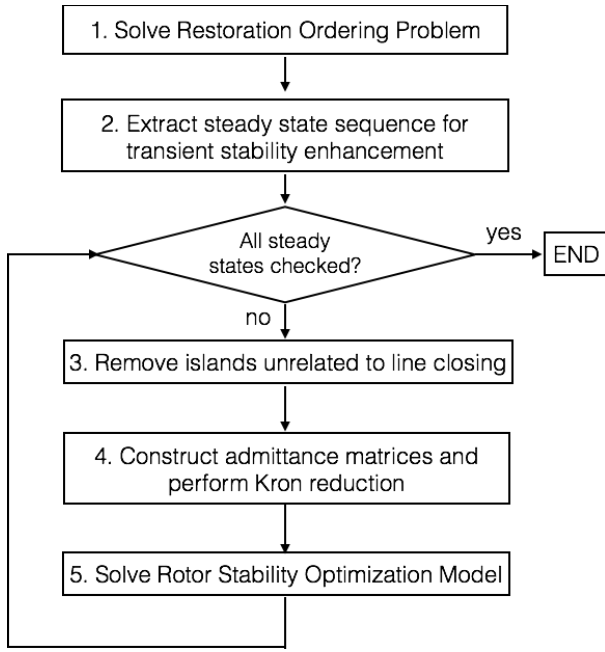 1. Solve Restoration Ordering Problem
2. Extract steady state sequence for
transient stability enhancement
All steady
states checked?
yes
END
no
3. Remove islands unrelated to line closing
4. Construct admittance matrices and
perform Kron reduction
5. Solve Rotor Stability Optimization Model